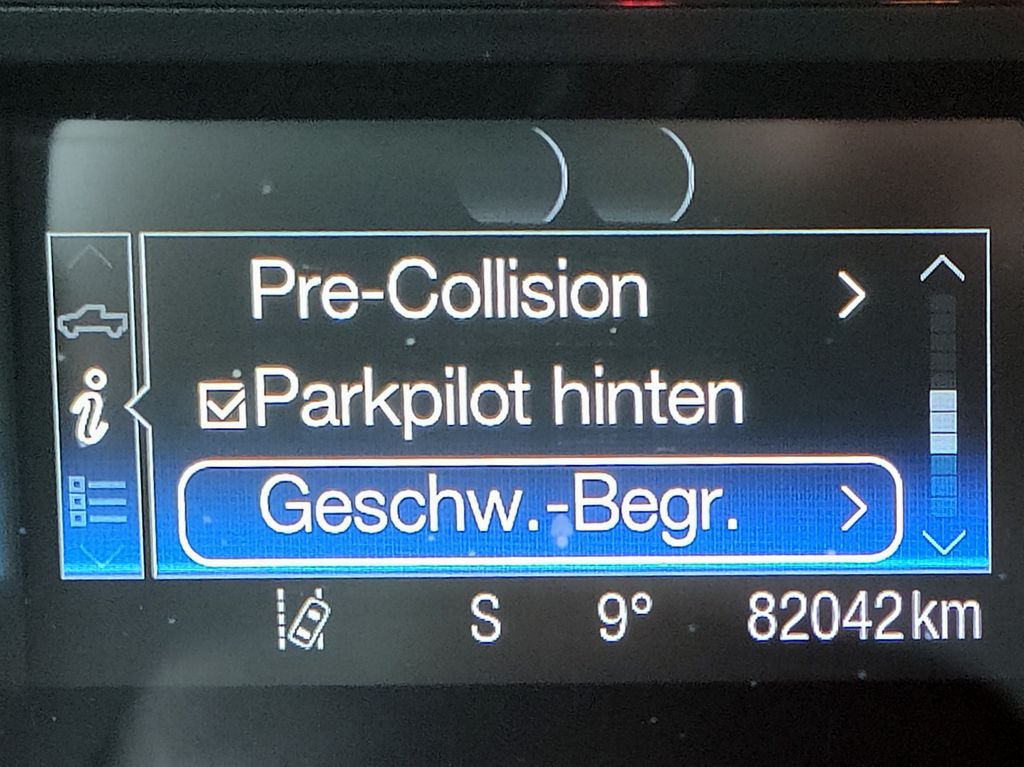 Pre-Collision
Parkpilot hinten
Geschw.-Begr.
S 9° 82042 km